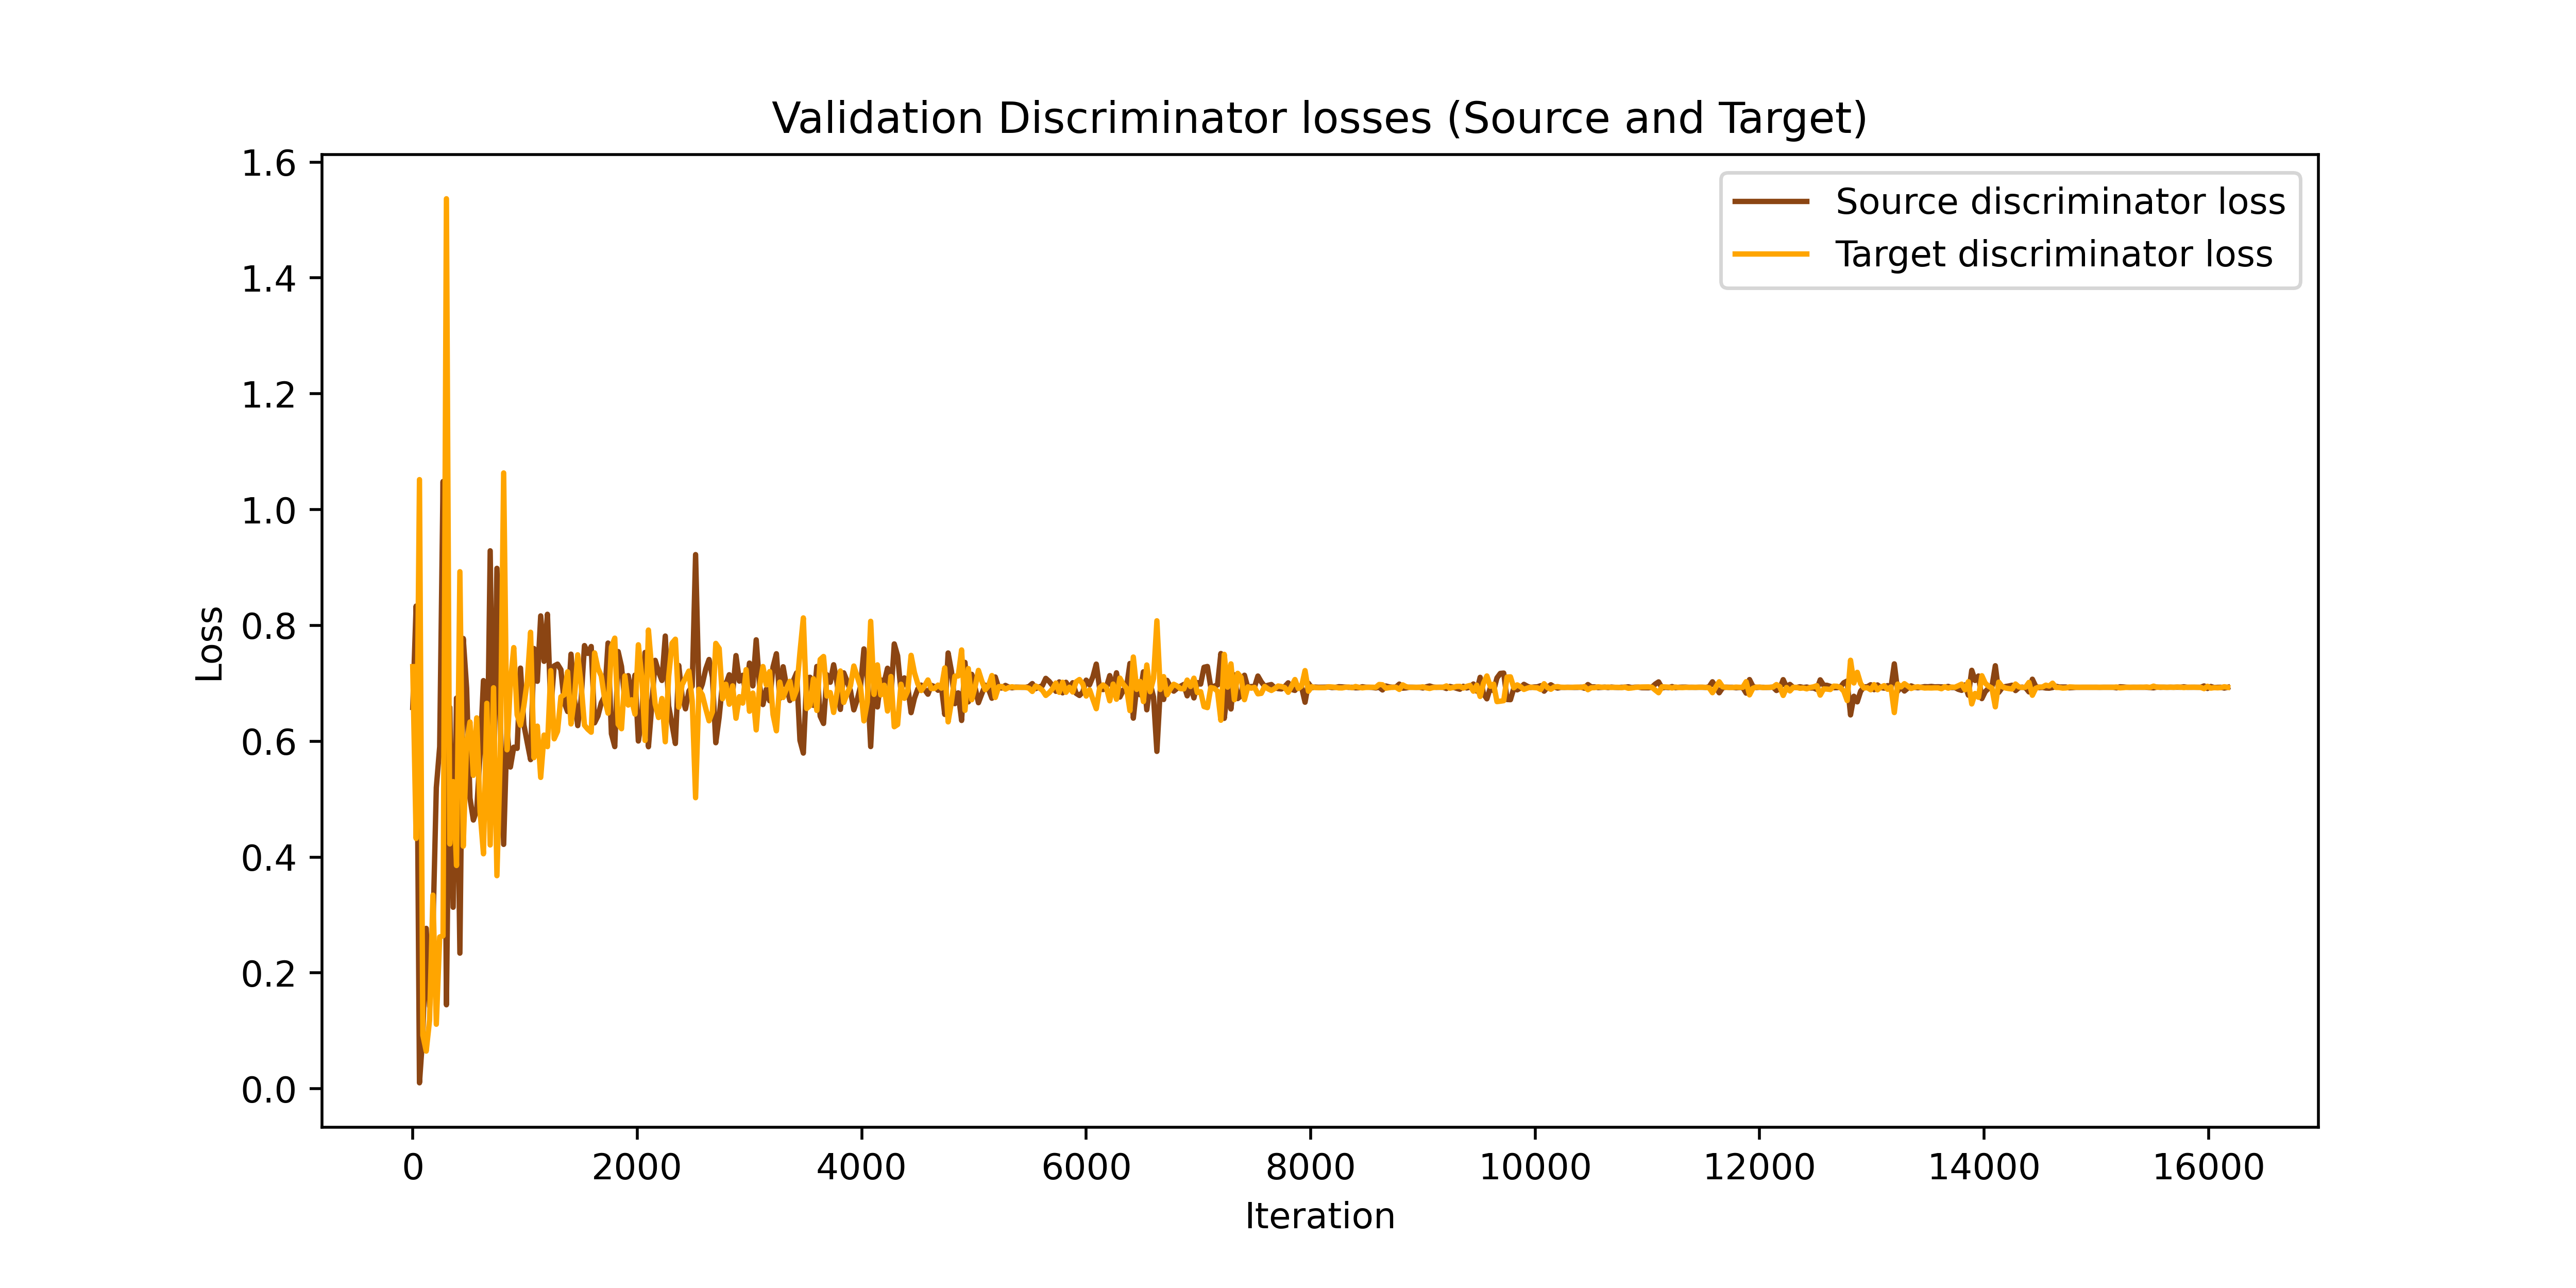 Validation Discriminator losses (Source and Target)
1.6
1.4
1.2
1.0
0.8
0.6
0.4
0.2
0.0
Loss
Source discriminator loss
Target discriminator loss
0 2000 4000 6000 8000 10000 12000 14000 16000
Iteration